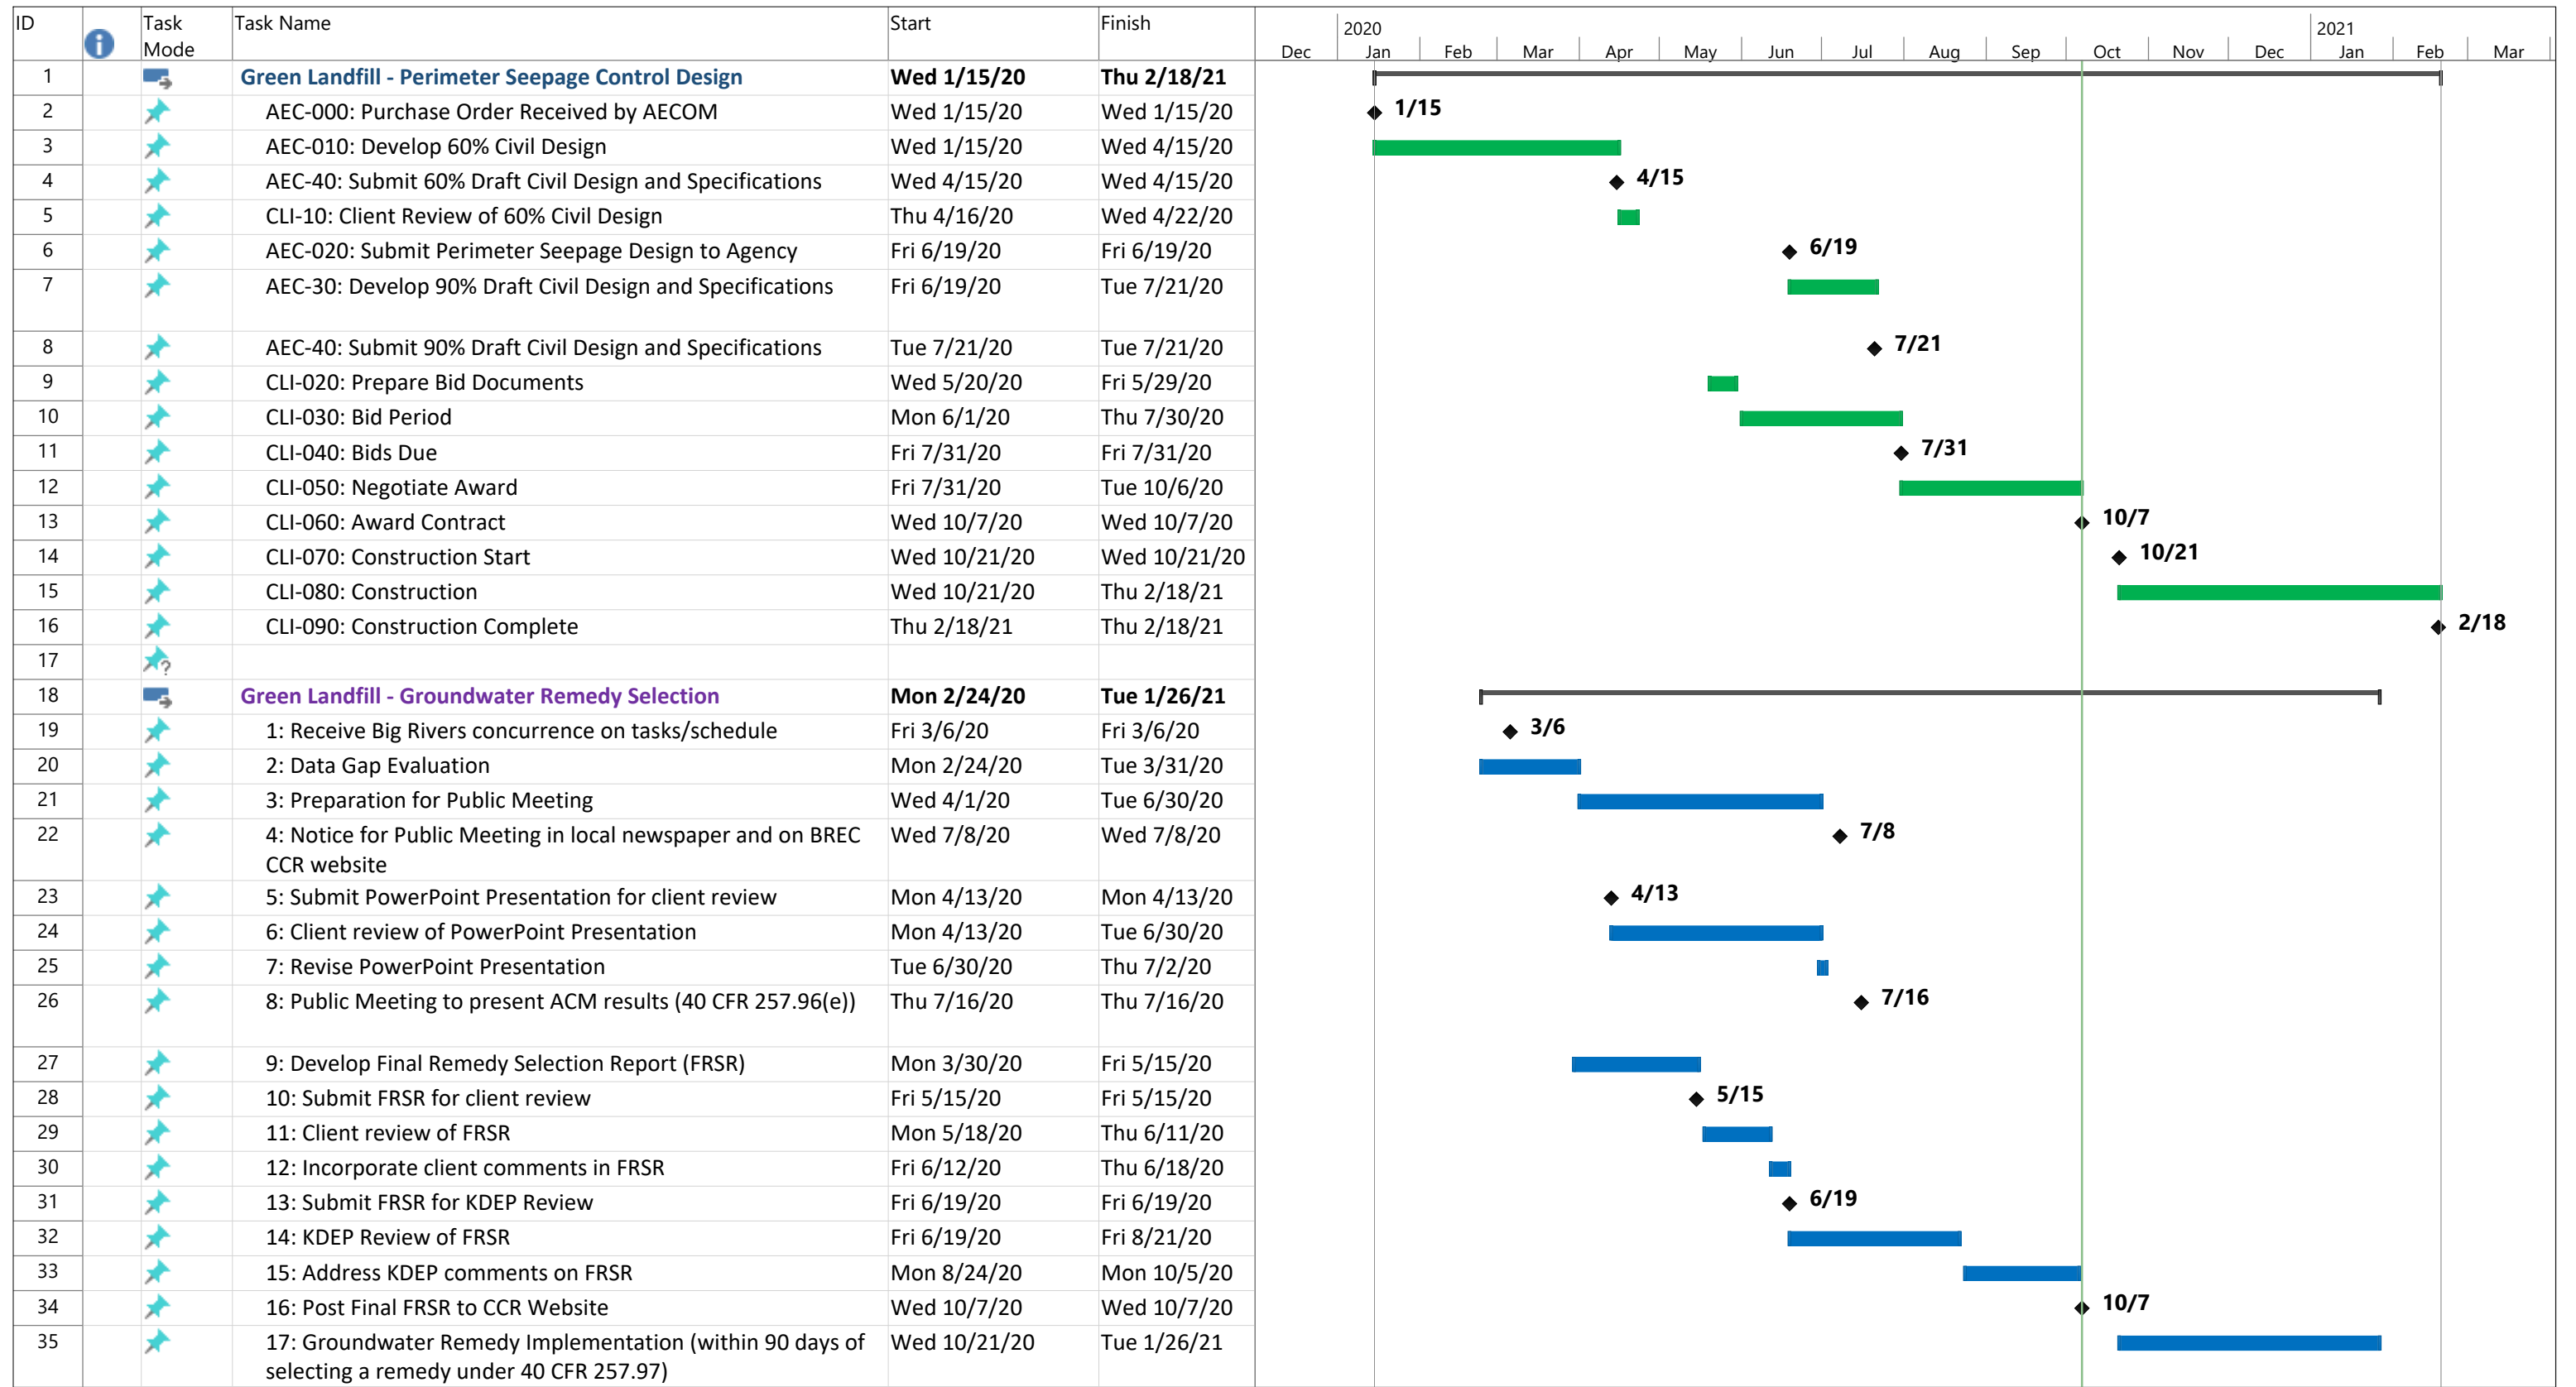 ID Task Mode Task Name Start Finish
2020 2021
Dec Jan Feb Mar Apr May Jun Jul Aug Sep Oct Nov Dec Jan Feb Mar
1 Green Landfill - Perimeter Seepage Control Design Wed 1/15/20 Thu 2/18/21
2 AEC-000: Purchase Order Received by AECOM Wed 1/15/20 Wed 1/15/20 1/15
3 AEC-010: Develop 60% Civil Design Wed 1/15/20 Wed 4/15/20
4 AEC-40: Submit 60% Draft Civil Design and Specifications Wed 4/15/20 Wed 4/15/20 4/15
5 CLI-10: Client Review of 60% Civil Design Thu 4/16/20 Wed 4/22/20
6 AEC-020: Submit Perimeter Seepage Design to Agency Fri 6/19/20 Fri 6/19/20 6/19
7 AEC-30: Develop 90% Draft Civil Design and Specifications Fri 6/19/20 Tue 7/21/20
8 AEC-40: Submit 90% Draft Civil Design and Specifications Tue 7/21/20 Tue 7/21/20 7/21
9 CLI-020: Prepare Bid Documents Wed 5/20/20 Fri 5/29/20
10 CLI-030: Bid Period Mon 6/1/20 Thu 7/30/20
11 CLI-040: Bids Due Fri 7/31/20 Fri 7/31/20 7/31
12 CLI-050: Negotiate Award Fri 7/31/20 Tue 10/6/20
13 CLI-060: Award Contract Wed 10/7/20 Wed 10/7/20 10/7
14 CLI-070: Construction Start Wed 10/21/20 Wed 10/21/20 10/21
15 CLI-080: Construction Wed 10/21/20 Thu 2/18/21
16 CLI-090: Construction Complete Thu 2/18/21 Thu 2/18/21 2/18
17 ?
18 Green Landfill - Groundwater Remedy Selection Mon 2/24/20 Tue 1/26/21
19 1: Receive Big Rivers concurrence on tasks/schedule Fri 3/6/20 Fri 3/6/20 3/6
20 2: Data Gap Evaluation Mon 2/24/20 Tue 3/31/20
21 3: Preparation for Public Meeting Wed 4/1/20 Tue 6/30/20
22 4: Notice for Public Meeting in local newspaper and on BREC Wed 7/8/20 Wed 7/8/20 7/8
CCR website
23 5: Submit PowerPoint Presentation for client review Mon 4/13/20 Mon 4/13/20 4/13
24 6: Client review of PowerPoint Presentation Mon 4/13/20 Tue 6/30/20
25 7: Revise PowerPoint Presentation Tue 6/30/20 Thu 7/2/20
26 8: Public Meeting to present ACM results (40 CFR 257.96(e)) Thu 7/16/20 Thu 7/16/20 7/16
27 9: Develop Final Remedy Selection Report (FRSR) Mon 3/30/20 Fri 5/15/20
28 10: Submit FRSR for client review Fri 5/15/20 Fri 5/15/20 5/15
29 11: Client review of FRSR Mon 5/18/20 Thu 6/11/20
30 12: Incorporate client comments in FRSR Fri 6/12/20 Thu 6/18/20
31 13: Submit FRSR for KDEP Review Fri 6/19/20 Fri 6/19/20 6/19
32 14: KDEP Review of FRSR Fri 6/19/20 Fri 8/21/20
33 15: Address KDEP comments on FRSR Mon 8/24/20 Mon 10/5/20
34 16: Post Final FRSR to CCR Website Wed 10/7/20 Wed 10/7/20 10/7
35 17: Groundwater Remedy Implementation (within 90 days of Wed 10/21/20 Tue 1/26/21
selecting a remedy under 40 CFR 257.97)